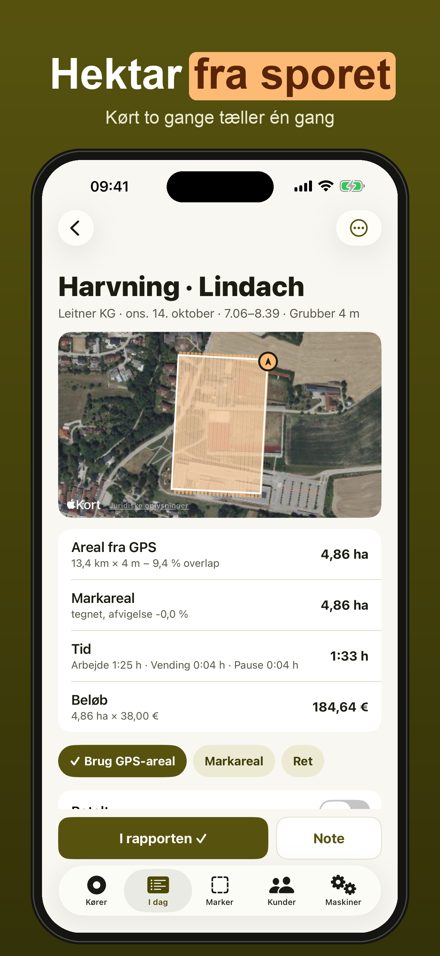 Hektar fra sporet
Kørt to gange tæller én gang
09:41
Harvning · Lindach
Leitner KG · ons. 14. oktober · 7.06–8.39 · Grubber 4 m
Kort Juridiske oplysninger
Areal fra GPS
4,86 ha
13,4 km × 4 m − 9,4 % overlap
Markareal
4,86 ha
tegnet, afvigelse -0,0 %
Tid
1:33 h
Arbejde 1:25 h · Vending 0:04 h · Pause 0:04 h
Beløb
184,64 €
4,86 ha × 38,00 €
✓ Brug GPS-areal
Markareal
Ret
I rapporten ✓
Note
Kører
I dag
Marker
Kunder
Maskiner